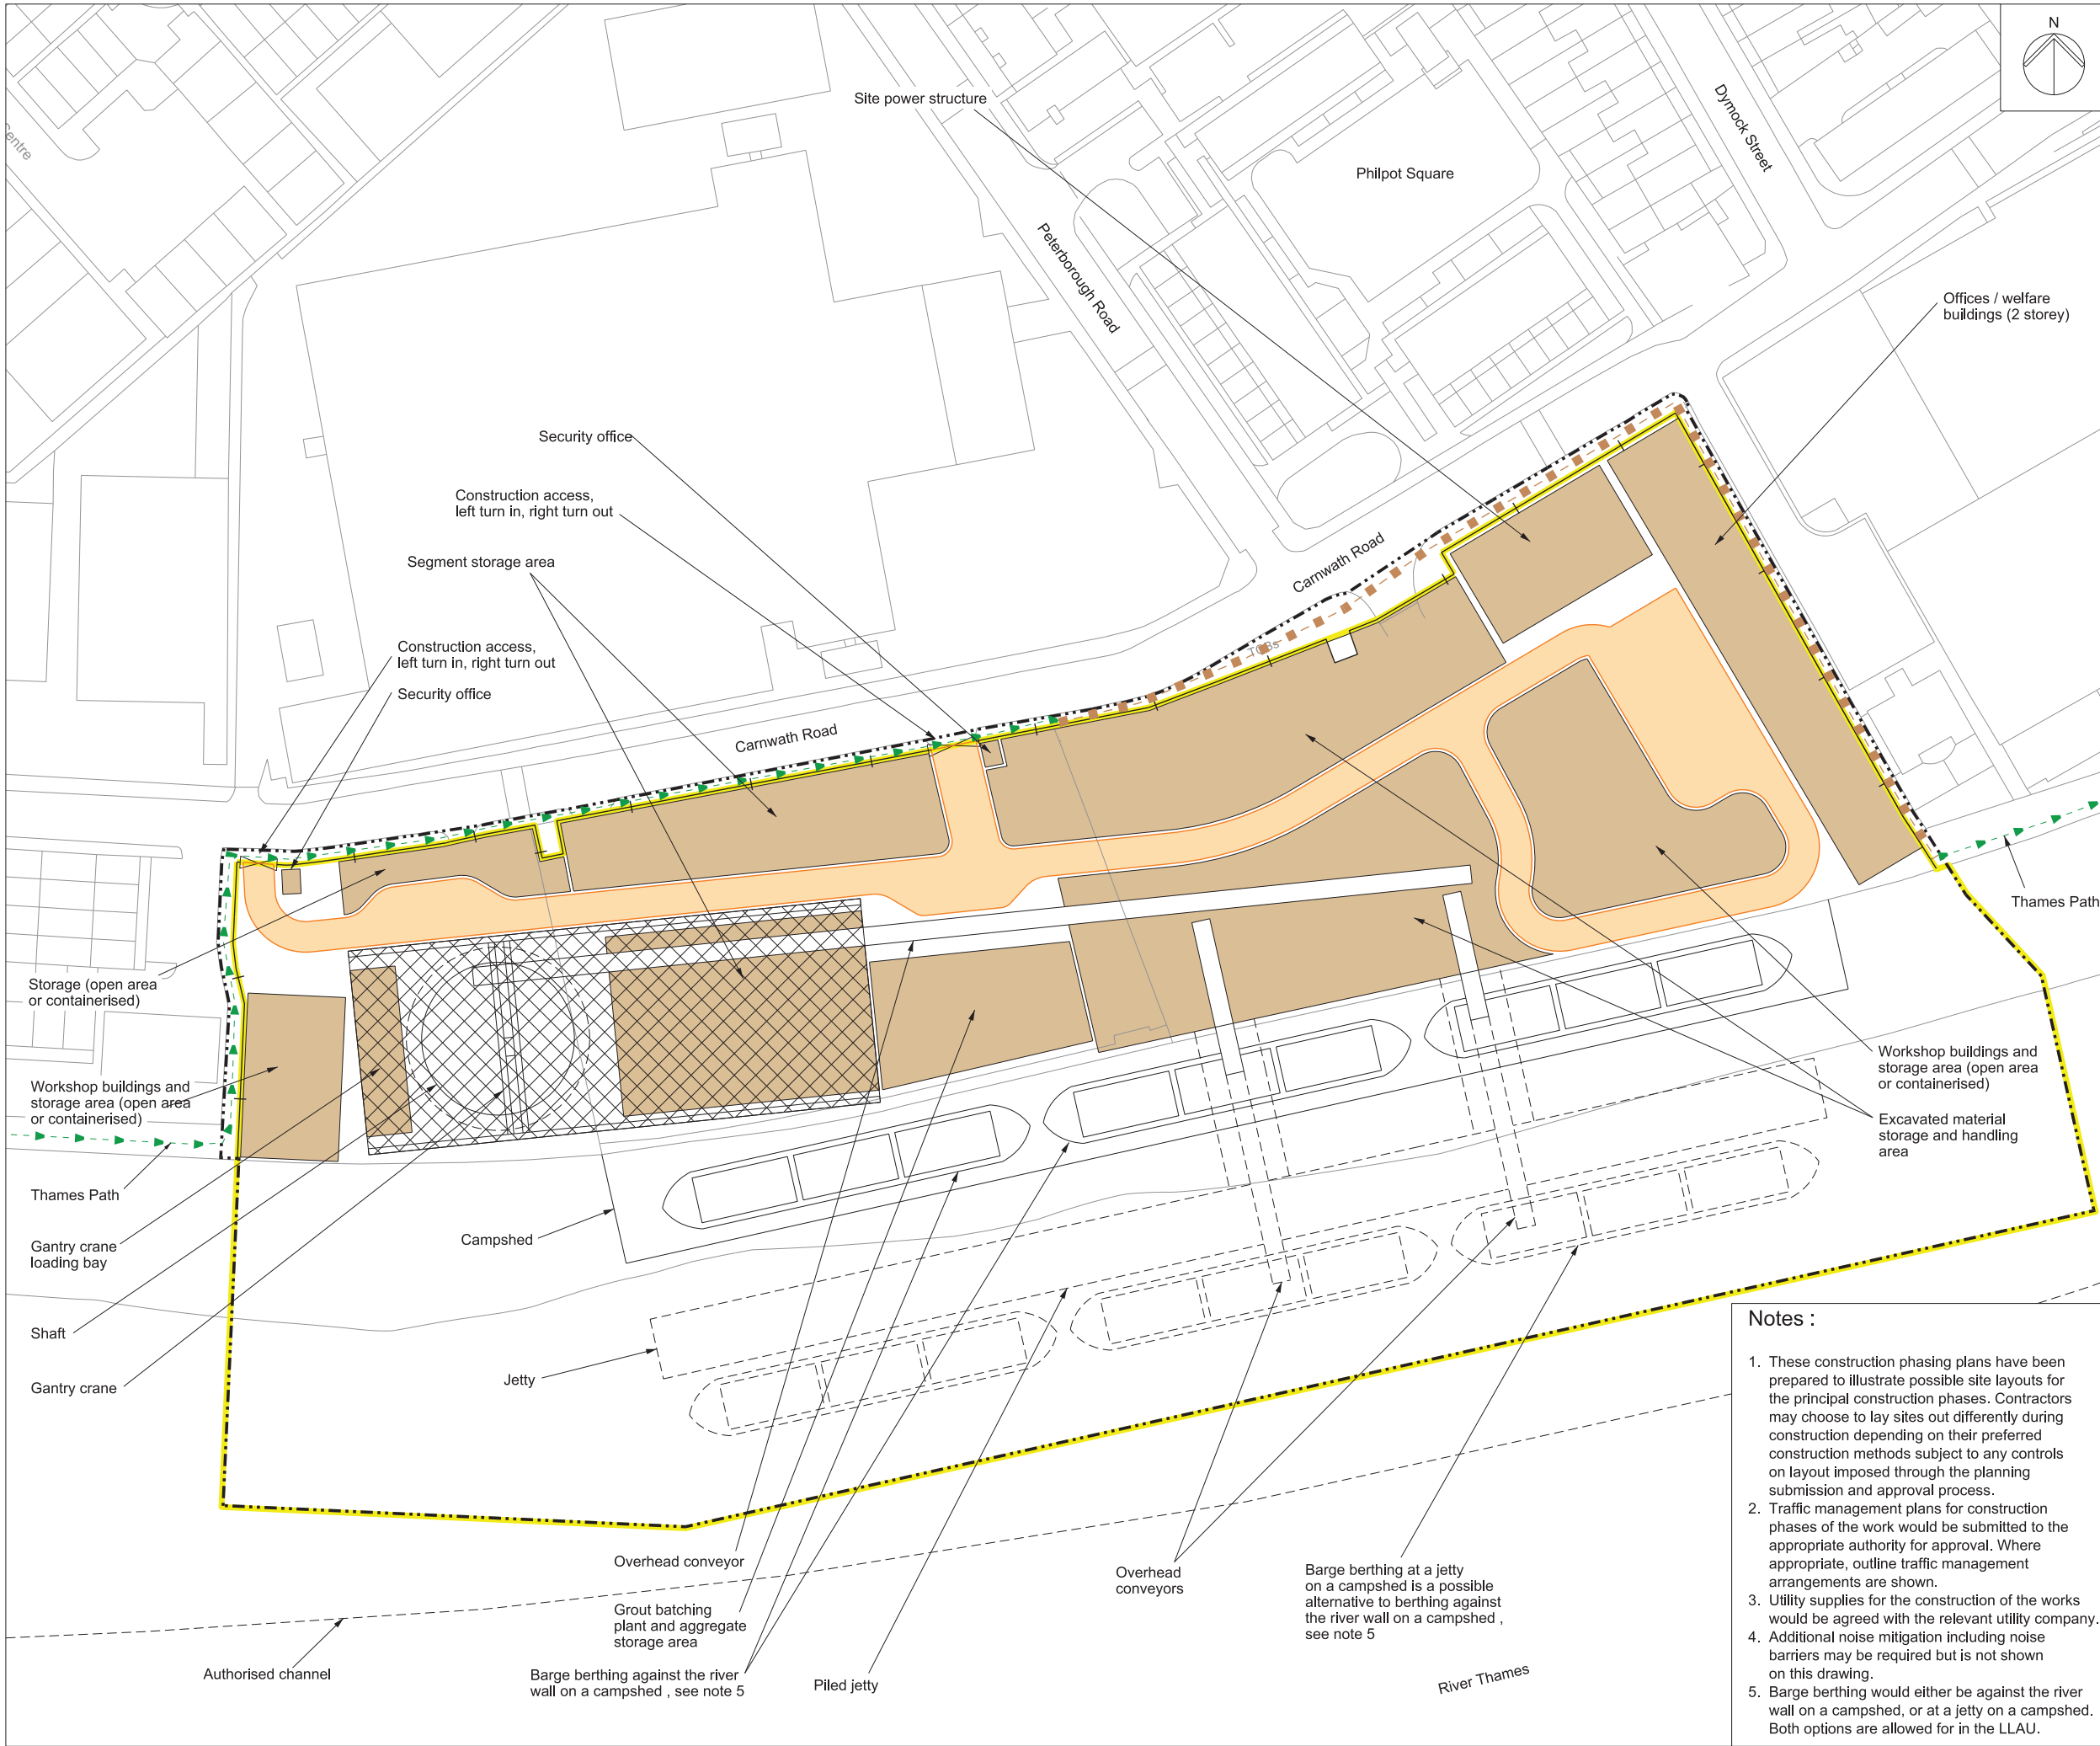 N
Centre
Site power structure
Philpot Square
Dymock Street
Peterborough Road
Offices / welfare
buildings (2 storey)
Security office
Construction access,
left turn in, right turn out
Segment storage area
Carnwath Road
Construction access,
left turn in, right turn out
Security office
TCBs
Carnwath Road
Thames Path
Storage (open area
or containerised)
Workshop buildings and
storage area (open area
or containerised)
Workshop buildings and
storage area (open area
or containerised)
Excavated material
storage and handling
area
Thames Path
Gantry crane
loading bay
Campshed
Shaft
Gantry crane
Jetty
Overhead conveyor
Grout batching
plant and aggregate
storage area
Barge berthing against the river
wall on a campshed , see note 5
Piled jetty
Overhead
conveyors
Barge berthing at a jetty
on a campshed is a possible
alternative to berthing against
the river wall on a campshed ,
see note 5
Authorised channel
River Thames
Notes :
1. These construction phasing plans have been
prepared to illustrate possible site layouts for
the principal construction phases. Contractors
may choose to lay sites out differently during
construction depending on their preferred
construction methods subject to any controls
on layout imposed through the planning
submission and approval process.
2. Traffic management plans for construction
phases of the work would be submitted to the
appropriate authority for approval. Where
appropriate, outline traffic management
arrangements are shown.
3. Utility supplies for the construction of the works
would be agreed with the relevant utility company.
4. Additional noise mitigation including noise
barriers may be required but is not shown
on this drawing.
5. Barge berthing would either be against the river
wall on a campshed, or at a jetty on a campshed.
Both options are allowed for in the LLAU.